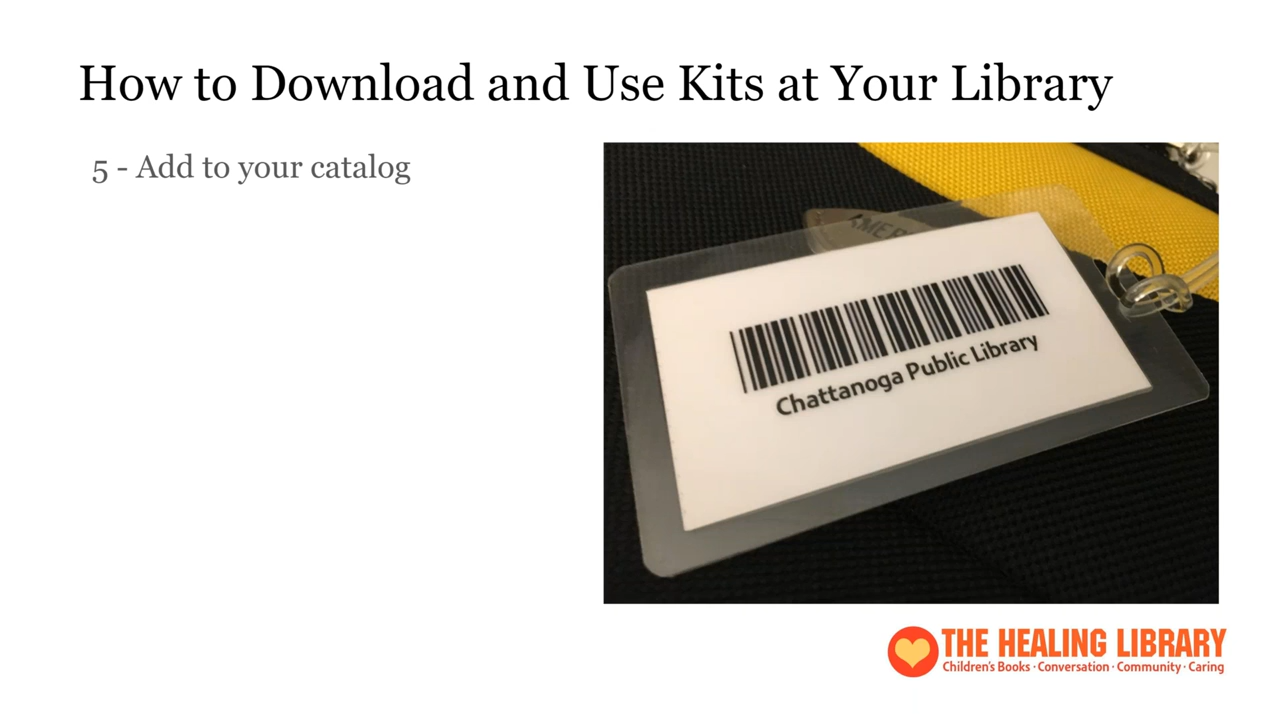 How to Download and Use Kits at Your Library
5 - Add to your catalog
Chattanoga Public Library
THE HEALING LIBRARY
Children's Books · Conversation · Community · Caring